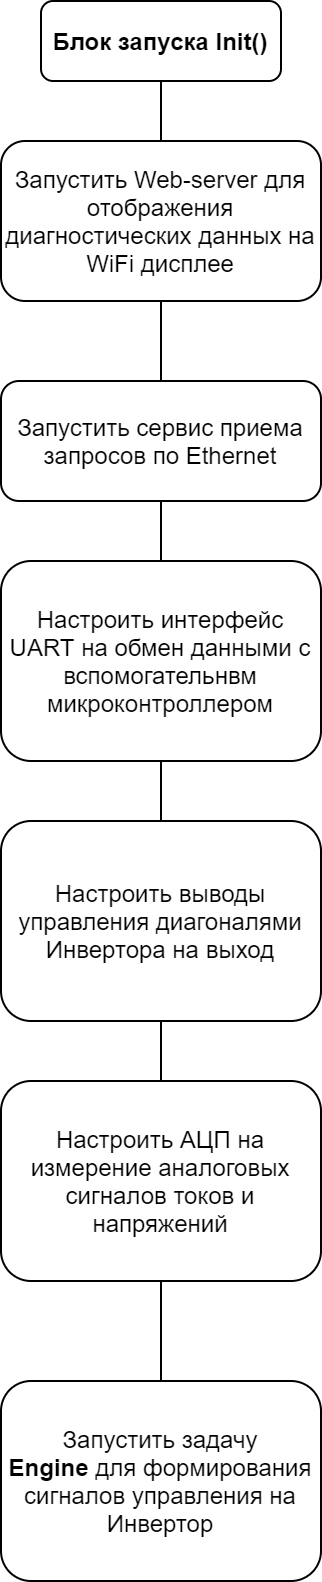 Блок запуска Init()
Запустить Web-server для
отображения
диагностических данных на
WiFi дисплее
Запустить сервис приема
запросов по Ethernet
Настроить интерфейс
UART на обмен данными с
вспомогательнвм
микроконтроллером
Настроить выводы
управления диагоналями
Инвертора на выход
Настроить АЦП на
измерение аналоговых
сигналов токов и
напряжений
Запустить задачу
Engine для формирования
сигналов управления на
Инвертор